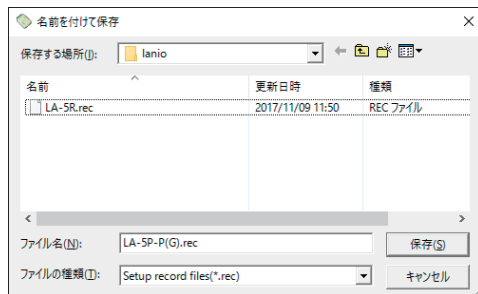 名前を付けて保存
保存する場所(I): lanio
名前 更新日時 種類
LA-5R.rec 2017/11/09 11:50 REC ファイル
ファイル名(N): LA-5P-P(G).rec 保存(S)
ファイルの種類(T): Setup record files(*.rec) キャンセル